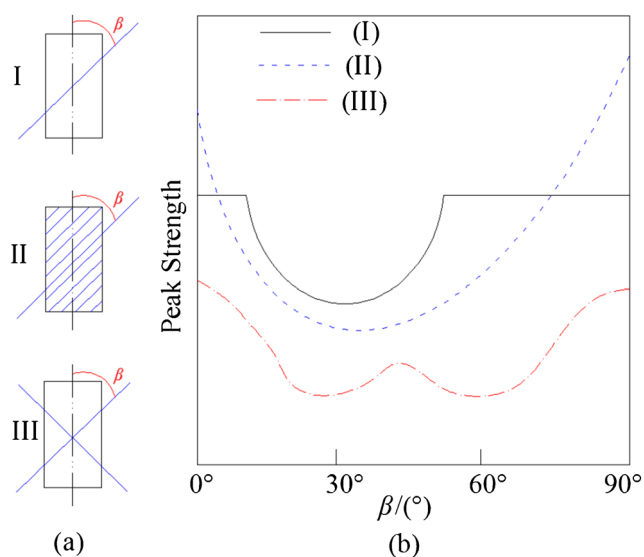 β
I
β
II
β
III
(a)
(I)
(II)
(III)
Peak Strength
0°
30°
60°
90°
β/(°)
(b)